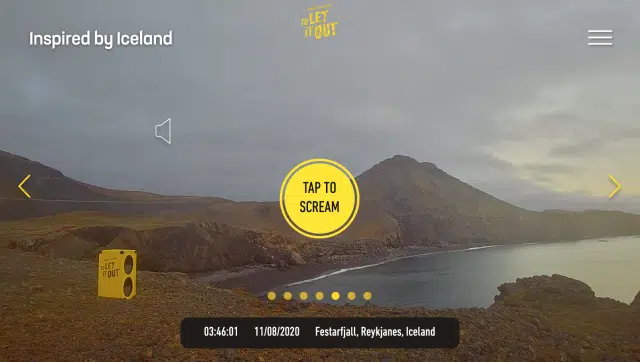 LET
IT OUT
Inspired by Iceland
TAP TO
SCREAM
LET
IT OUT
03:46:01 11/08/2020 Festarfjall, Reykjanes, Iceland